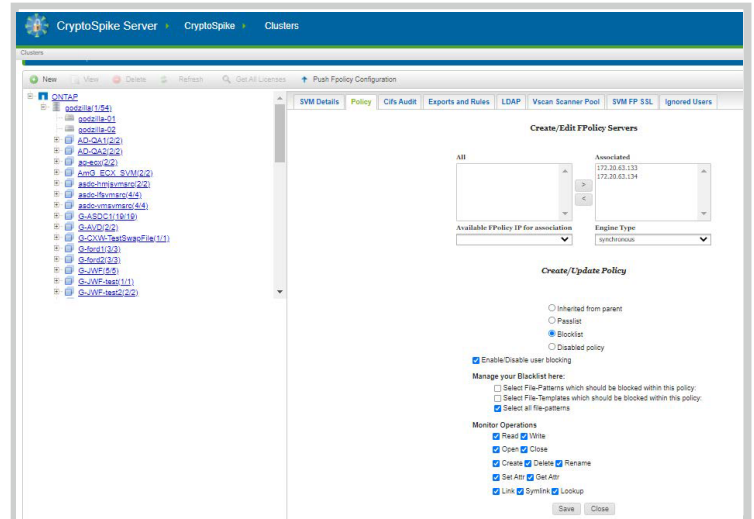 CryptoSpike Server CryptoSpike Clusters
Clusters
New View Delete Refresh Get All Licenses Push Fpolicy Configuration
ONTAP
godzilla(1/54)
godzilla-01
godzilla-02
AD-QA1(2/2)
AD-QA2(2/2)
ag-ecx(2/2)
AmG_ECX_SVM(2/2)
asdc-hmjsvmsrc(2/2)
asdc-lfsvmsrc(4/4)
asdc-vmsvmsrc(4/4)
G-ASDC1(19/19)
G-AVD(2/2)
G-CXW-TestSwapFile(1/1)
G-ford1(3/3)
G-ford2(3/3)
G-JWF(5/5)
G-JWF-test(1/1)
G-JWF-test2(2/2)
SVM Details Policy Cifs Audit Exports and Rules LDAP Vscan Scanner Pool SVM FP SSL Ignored Users
Create/Edit FPolicy Servers
All Associated
172.20.63.133
172.20.63.134
>
<
Available FPolicy IP for association Engine Type
synchronous
Create/Update Policy
Inherited from parent
Passlist
Blocklist
Disabled policy
Enable/Disable user blocking
Manage your Blacklist here:
Select File-Patterns which should be blocked within this policy:
Select File-Templates which should be blocked within this policy:
Select all file-patterns
Monitor Operations
Read Write
Open Close
Create Delete Rename
Set Attr Get Attr
Link Symlink Lookup
Save Close